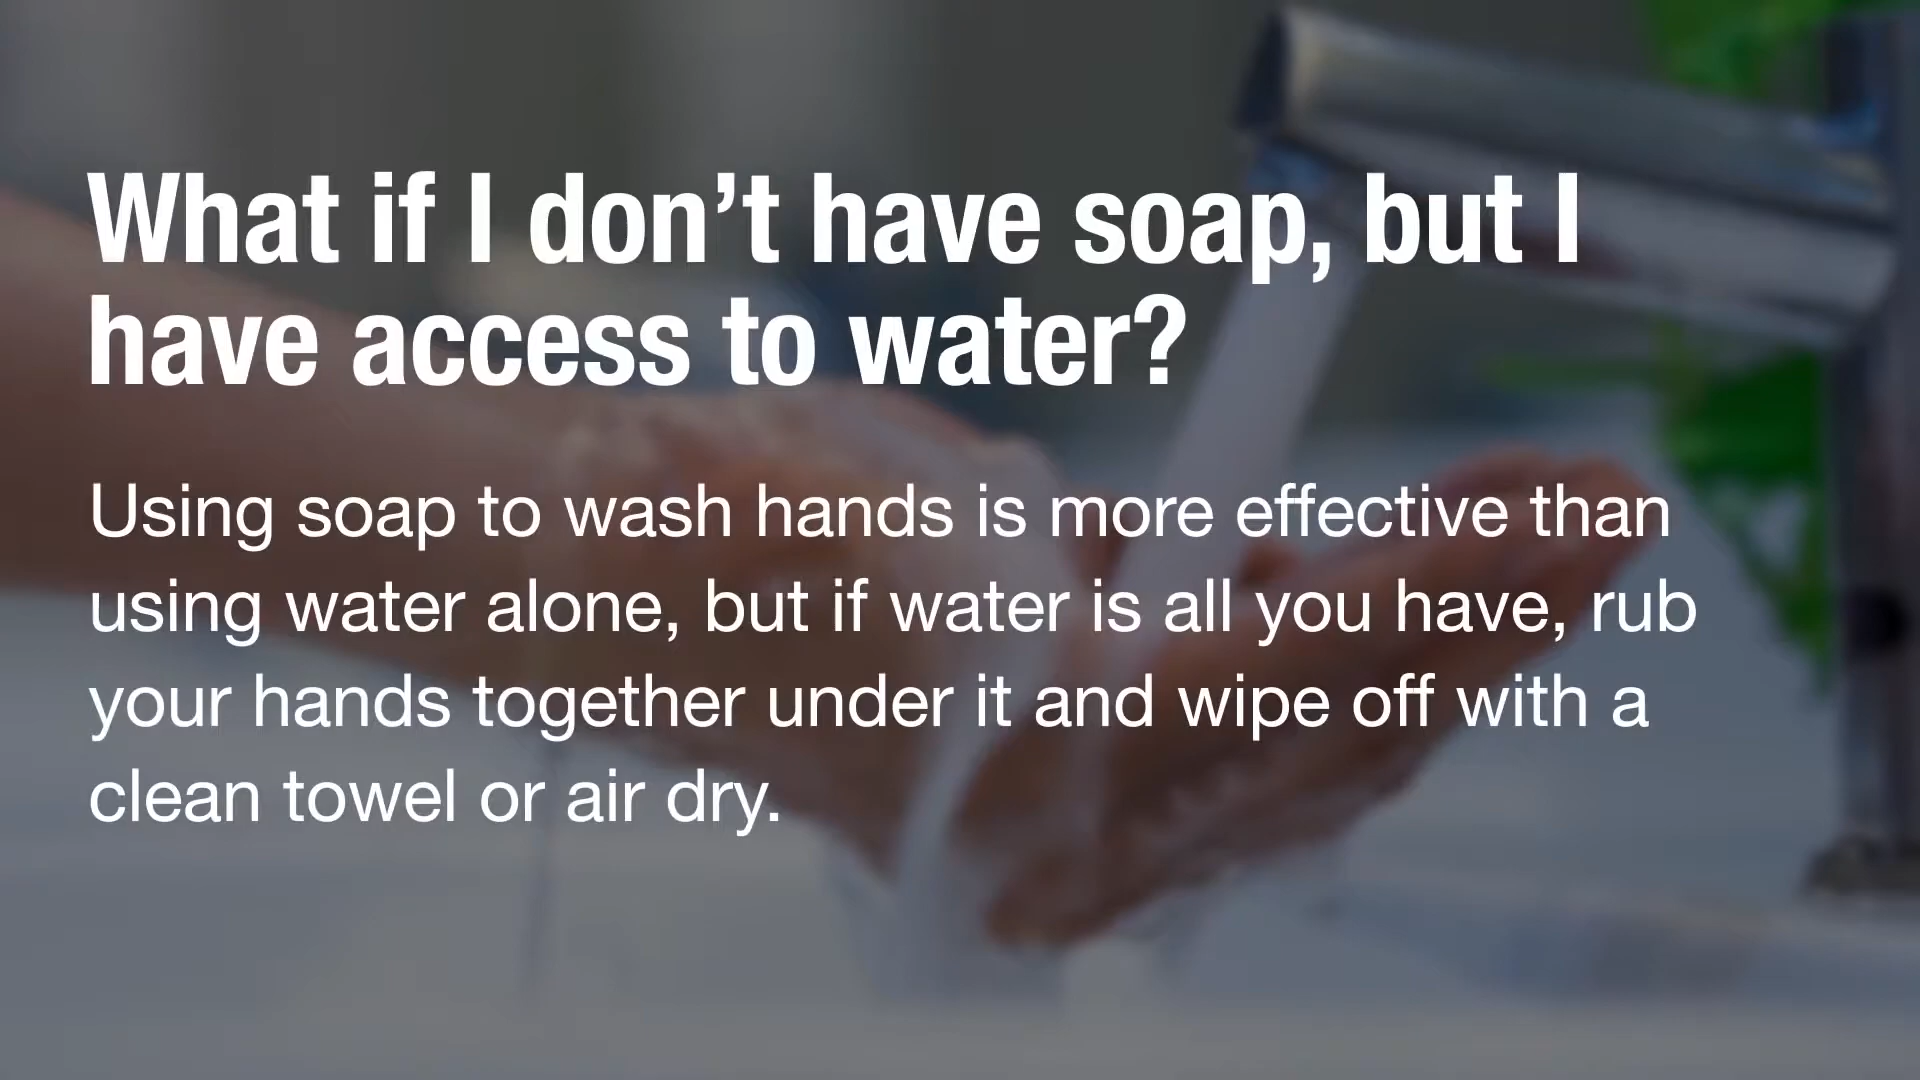 What if I don’t have soap, but I
have access to water?
Using soap to wash hands is more effective than
using water alone, but if water is all you have, rub
your hands together under it and wipe off with a
clean towel or air dry.